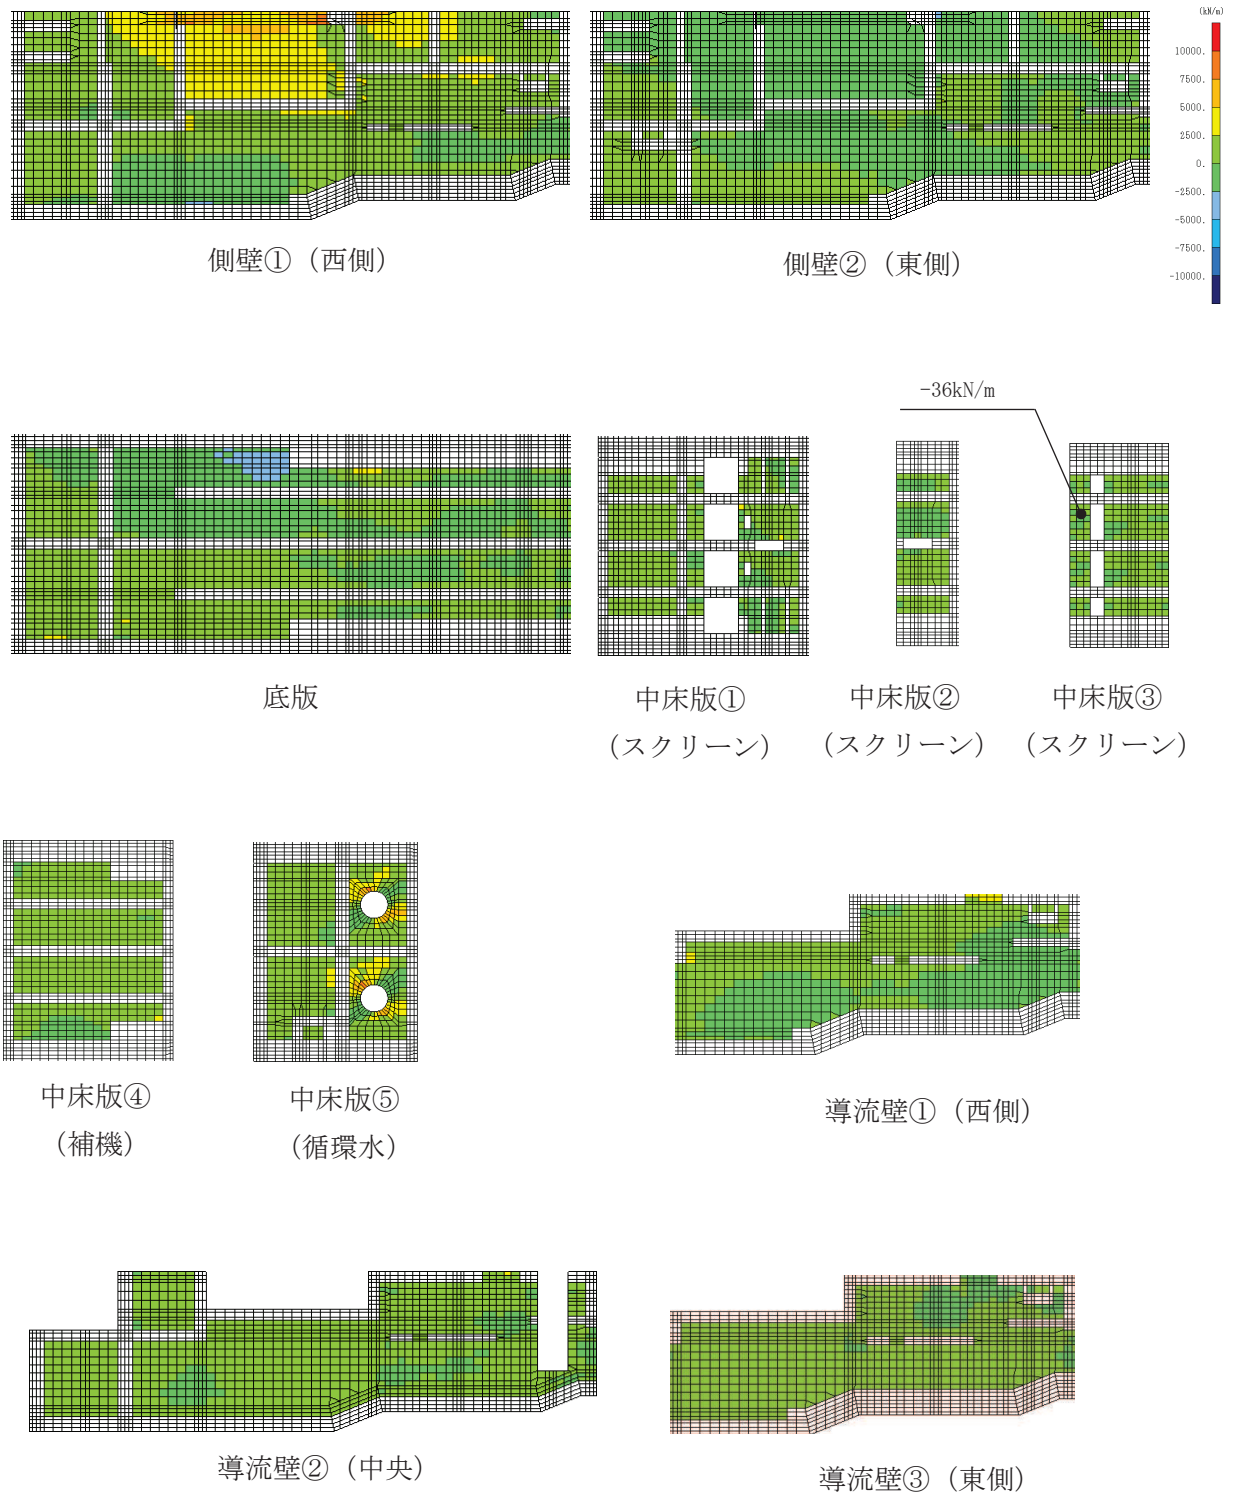 (kN/m)
10000.
7500.
5000.
2500.
0.
-2500.
-5000.
-7500.
-10000.
側壁①（西側）
側壁②（東側）
-36kN/m
底版
中床版①
（スクリーン）
中床版②
（スクリーン）
中床版③
（スクリーン）
中床版④
（補機）
中床版⑤
（循環水）
導流壁①（西側）
導流壁②（中央）
導流壁③（東側）